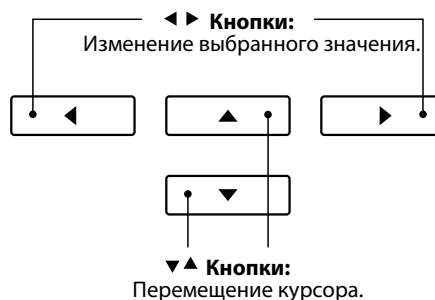 ◀ ▶ Кнопки:
Изменение выбранного значения.
▼▲ Кнопки:
Перемещение курсора.